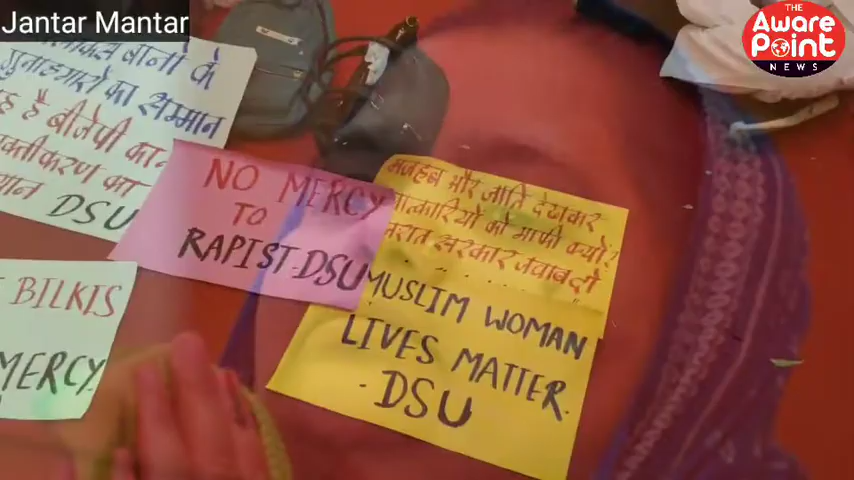 Jantar Mantar
THE
Aware
Point
NEWS
बानो के
गुनाहगारों का सम्मान
है बीजेपी का
DSU
NO MERCY
TO
RAPIST DSU
मजहब और जाति देखकर
को माफी क्यों?
सरकार जवाब दो
MUSLIM WOMAN
LIVES MATTER
DSU
BILKIS
MERCY